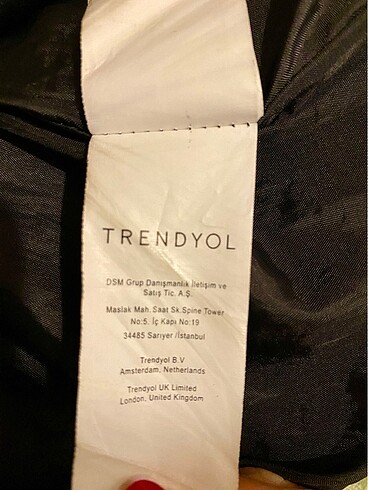 TRENDYOL
DSM Grup Danışmanlık İletişim ve
Satış Tic. A.Ş.
Maslak Mah. Saat Sk.Spine Tower
No:5, İç Kapı No:19
34485 Sarıyer /İstanbul
Trendyol B.V
Amsterdam, Netherlands
Trendyol UK Limited
London, United Kingdom